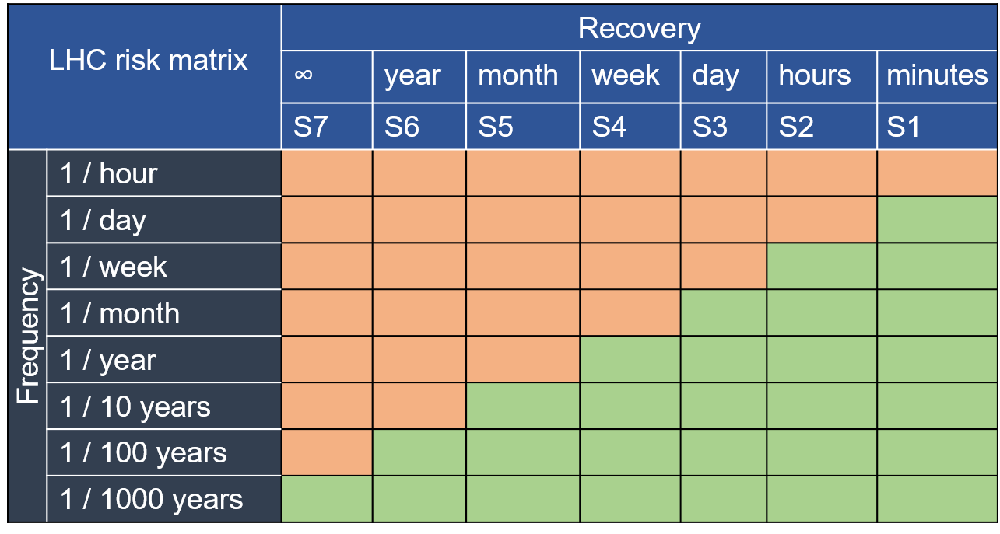 LHC risk matrix
Recovery
∞ year month week day hours minutes
S7 S6 S5 S4 S3 S2 S1
Frequency
1 / hour
1 / day
1 / week
1 / month
1 / year
1 / 10 years
1 / 100 years
1 / 1000 years